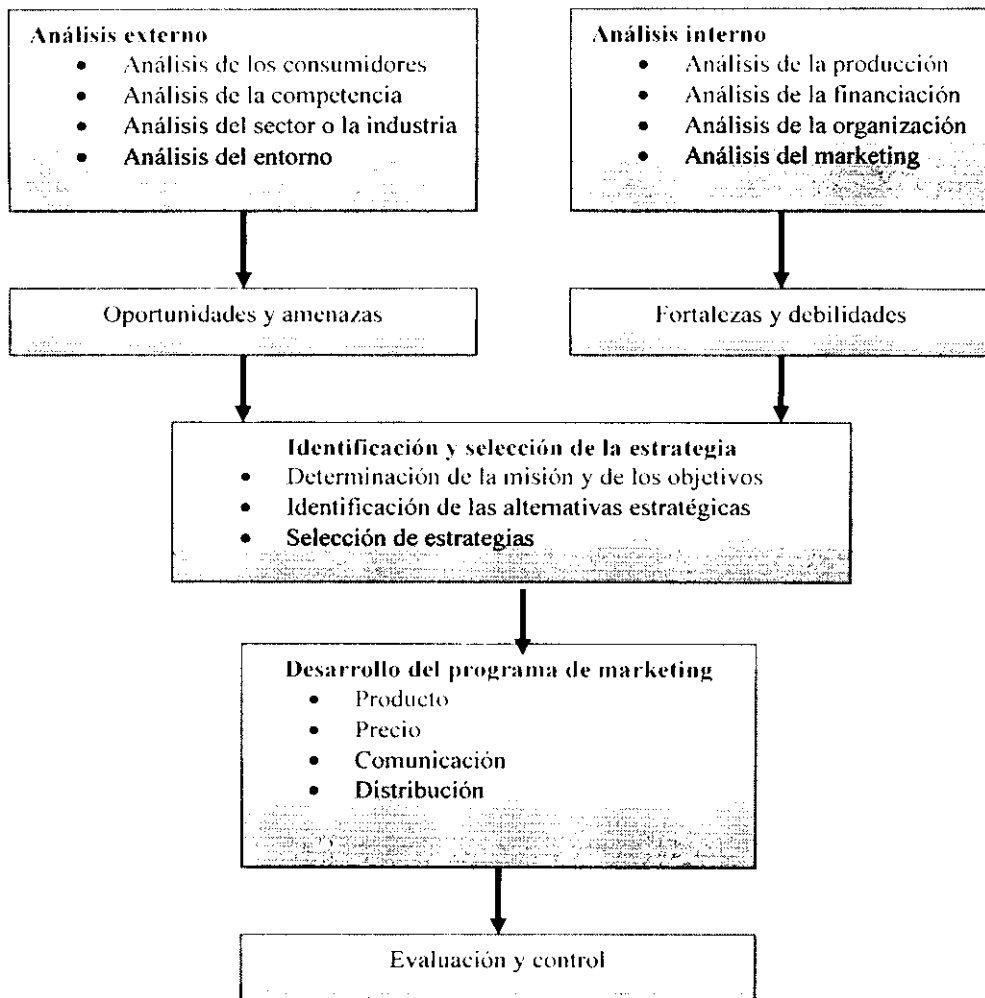 Análisis externo
• Análisis de los consumidores
• Análisis de la competencia
• Análisis del sector o la industria
• Análisis del entorno
Análisis interno
• Análisis de la producción
• Análisis de la financiación
• Análisis de la organización
• Análisis del marketing
Oportunidades y amenazas
Fortalezas y debilidades
Identificación y selección de la estrategia
• Determinación de la misión y de los objetivos
• Identificación de las alternativas estratégicas
• Selección de estrategias
Desarrollo del programa de marketing
• Producto
• Precio
• Comunicación
• Distribución
Evaluación y control